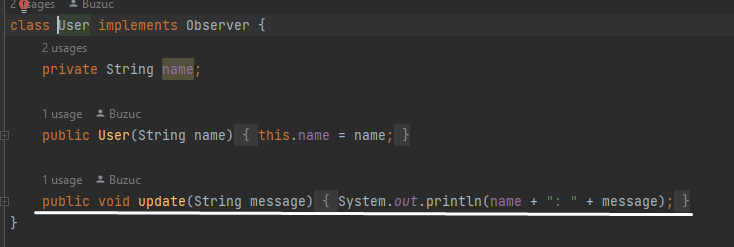 2 usages Buzuc
class User implements Observer {
2 usages
private String name;
1 usage Buzuc
public User(String name) { this.name = name; }
1 usage Buzuc
public void update(String message) { System.out.println(name + ": " + message); }
}